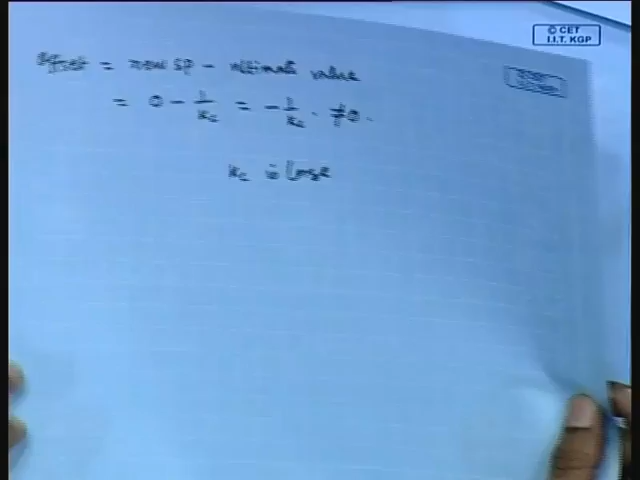 © CET
I.I.T. KGP
Offset = new SP - ultimate value
= 0 - 1/Kc = - 1/Kc . ≠ 0.
Kc is large